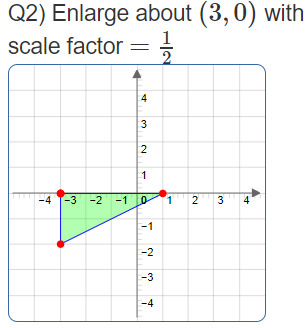 Q2) Enlarge about (3, 0) with
scale factor = 1/2
4
3
2
1
-4 -3 -2 -1 0 1 2 3 4
-1
-2
-3
-4